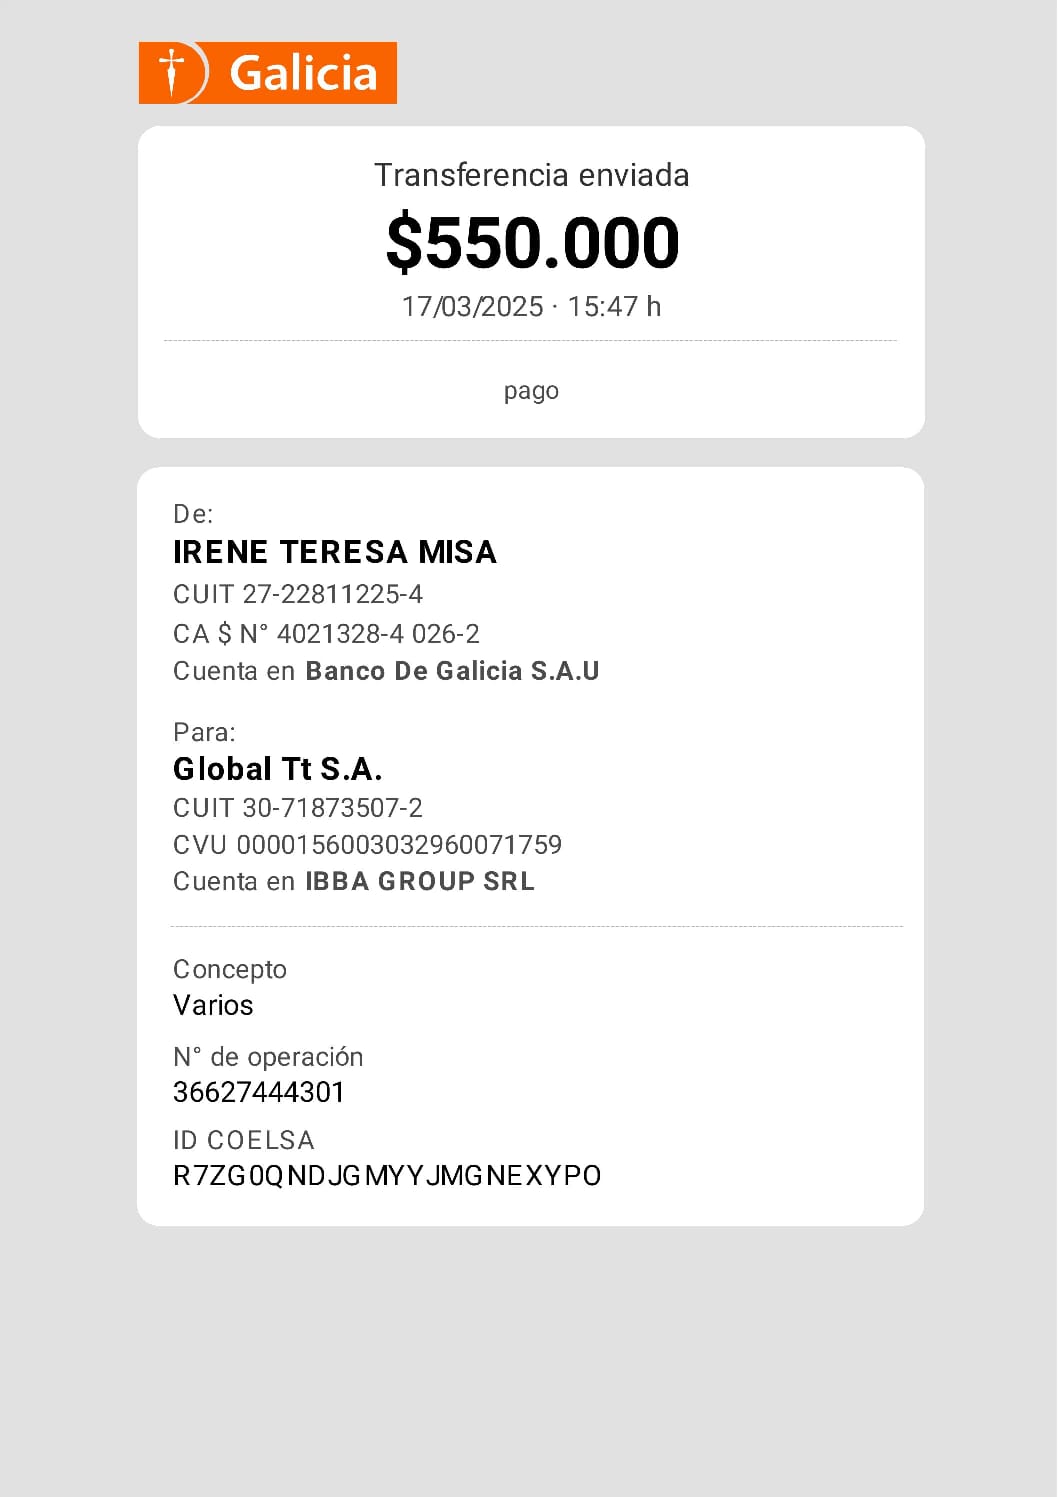 Galicia
Transferencia enviada
$550.000
17/03/2025 · 15:47 h
pago
De:
IRENE TERESA MISA
CUIT 27-22811225-4
CA $ N° 4021328-4 026-2
Cuenta en Banco De Galicia S.A.U
Para:
Global Tt S.A.
CUIT 30-71873507-2
CVU 0000156003032960071759
Cuenta en IBBA GROUP SRL
Concepto
Varios
N° de operación
36627444301
ID COELSA
R7ZG0QNDJGMYYJMGNEXYPO